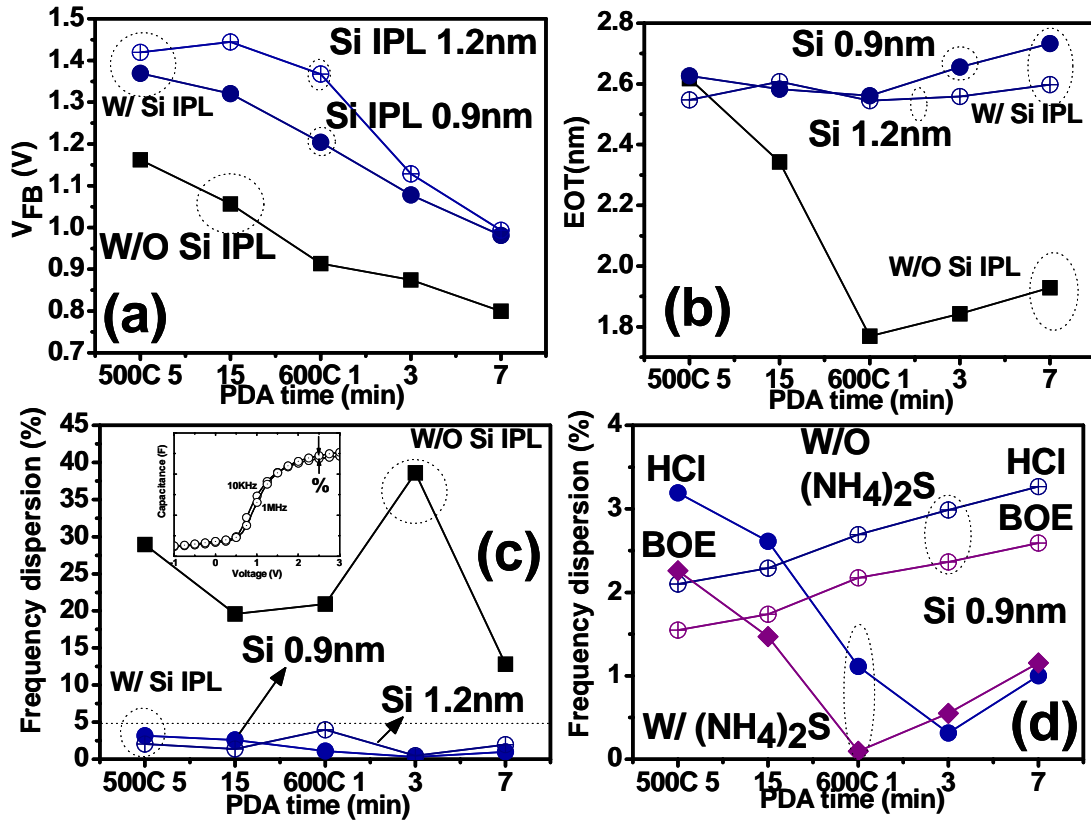 (a)
V_FB (V)
1.5
1.4
1.3
1.2
1.1
1.0
0.9
0.8
0.7
Si IPL 1.2nm
W/ Si IPL
Si IPL 0.9nm
W/O Si IPL
(a)
500C 5 15 600C 1 3 7
PDA time (min)
EOT(nm)
2.8
2.6
2.4
2.2
2.0
1.8
Si 0.9nm
W/ Si IPL
Si 1.2nm
W/O Si IPL
(b)
500C 5 15 600C 1 3 7
PDA time (min)
Frequency dispersion (%)
45
40
35
30
25
20
15
10
5
0
Capacitance (F)
10KHz
1MHz
%
-1 0 1 2 3
Voltage (V)
W/O Si IPL
(c)
Si 0.9nm
W/ Si IPL
Si 1.2nm
500C 5 15 600C 1 3 7
PDA time (min)
Frequency dispersion (%)
4
3
2
1
0
W/O
(NH4)2S
HCl
HCl
BOE
BOE
Si 0.9nm
W/ (NH4)2S
(d)
500C 5 15 600C 1 3 7
PDA time (min)